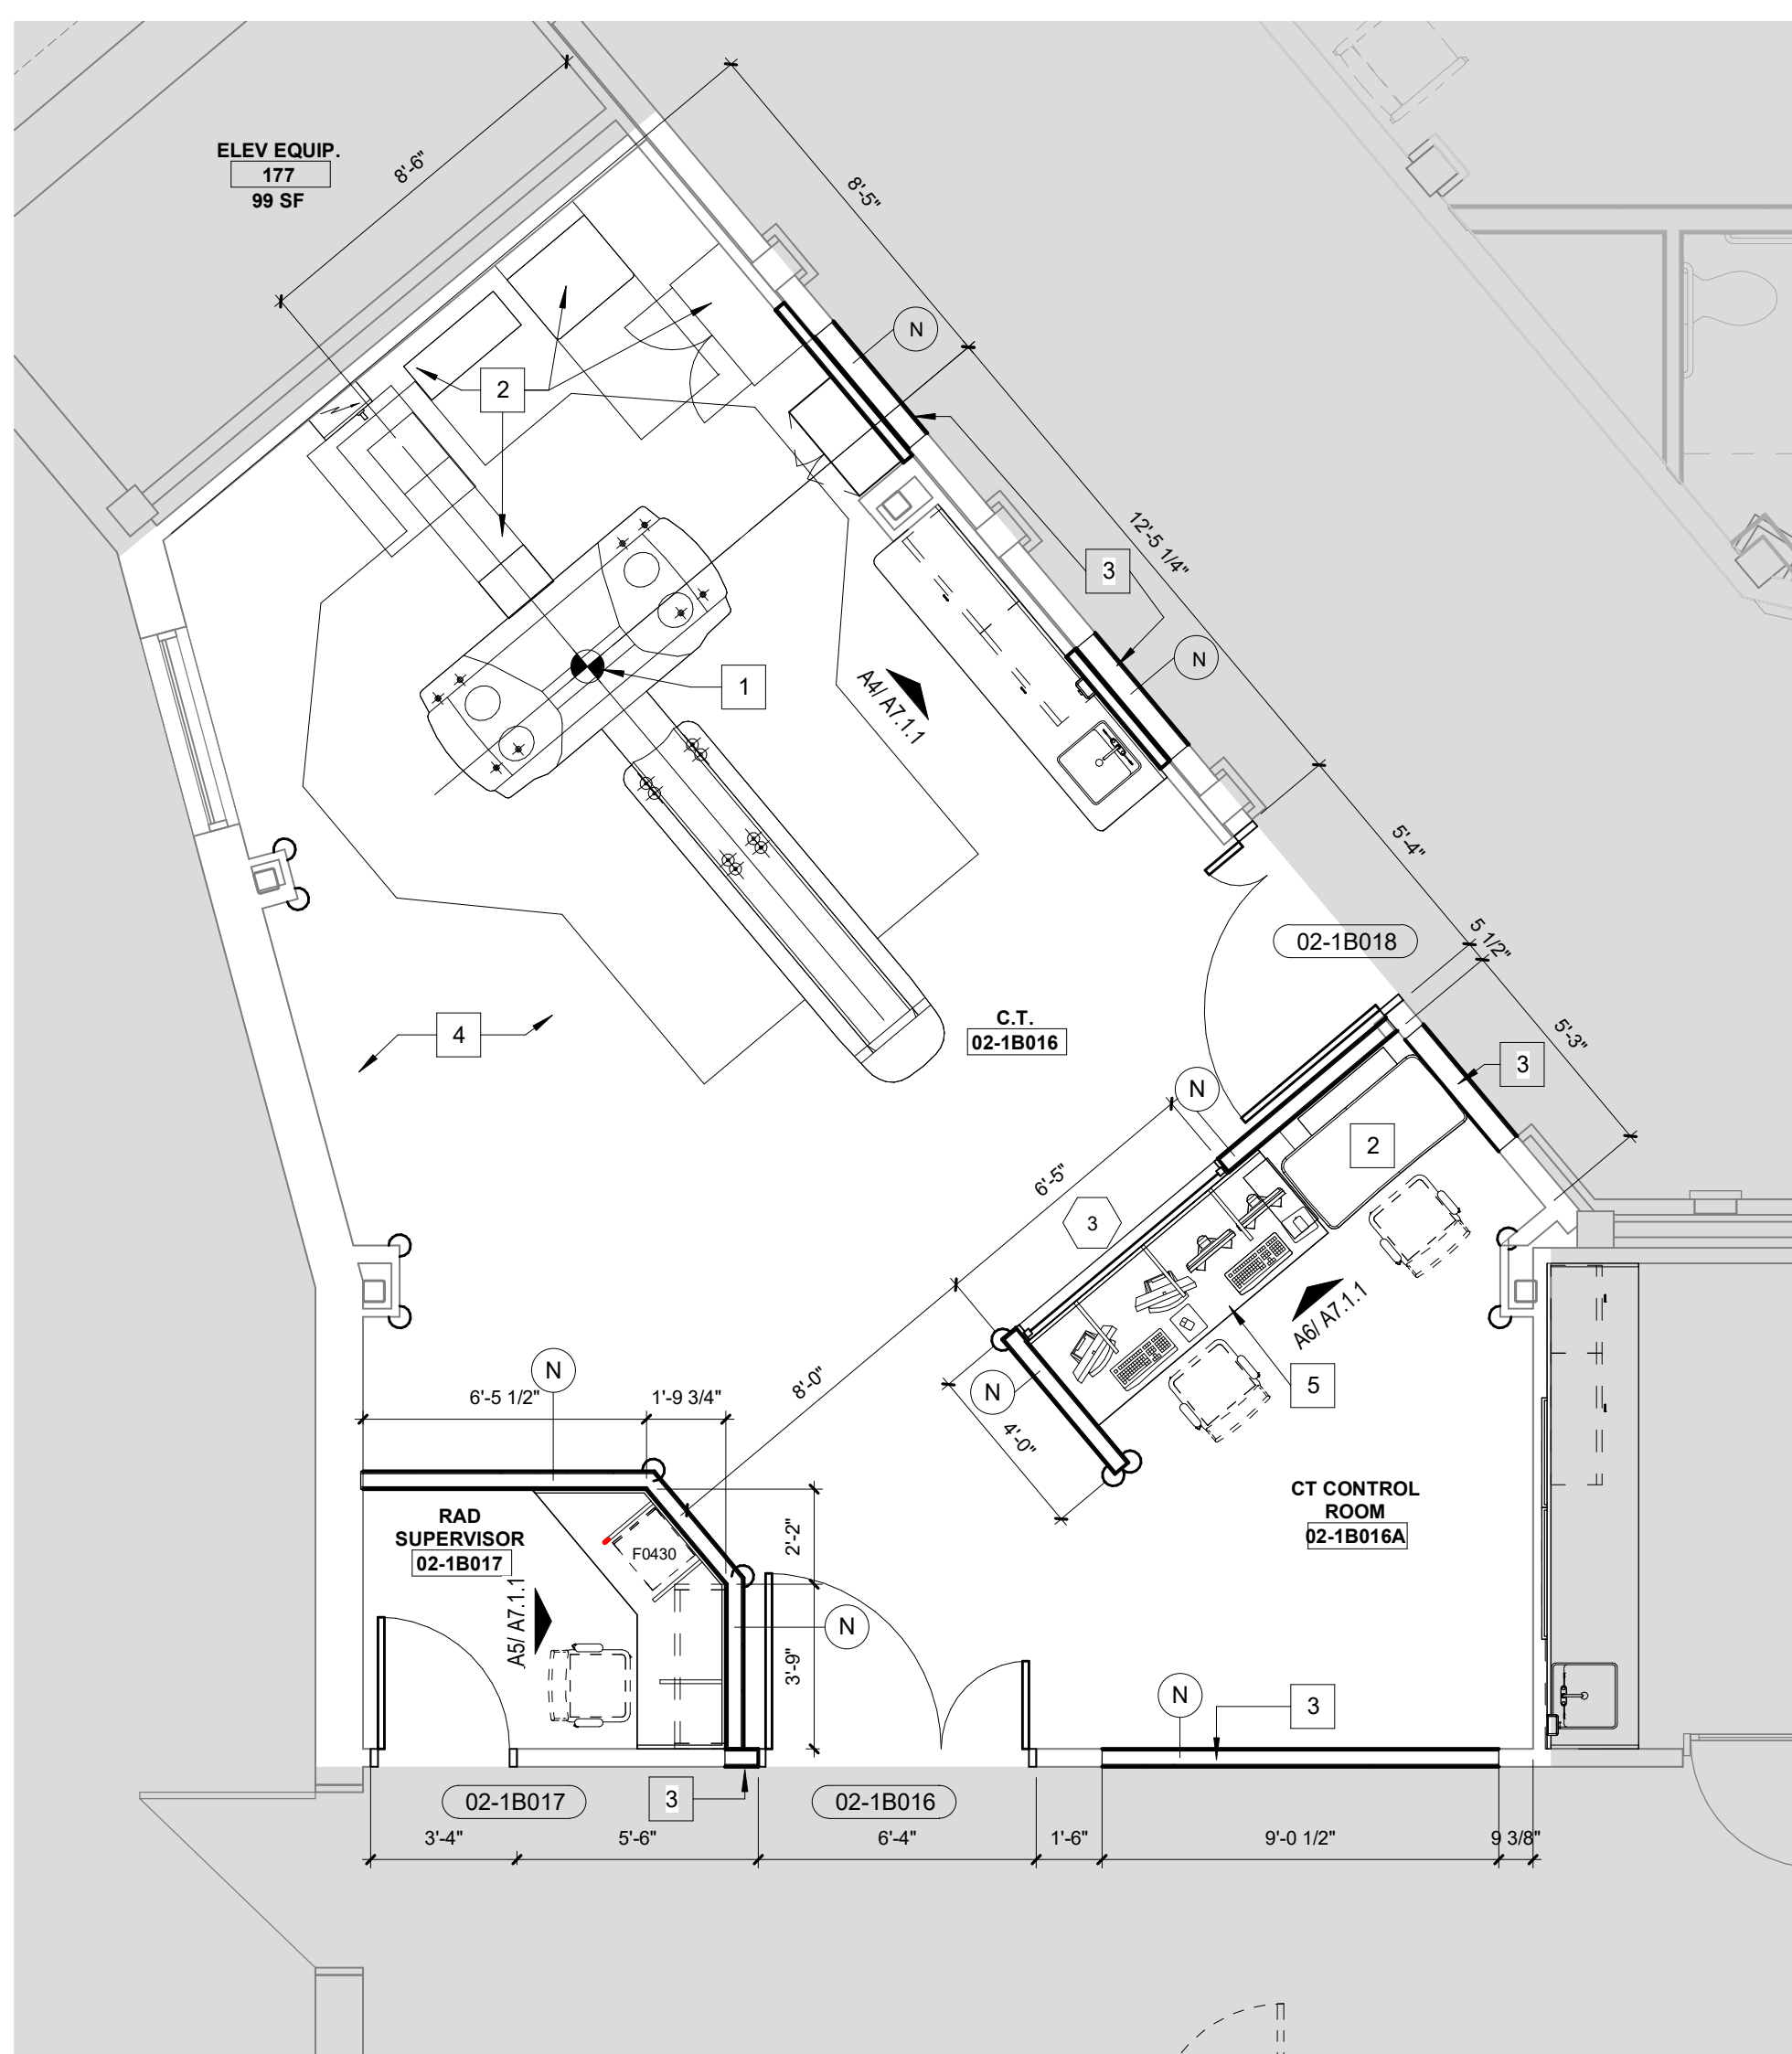 ELEV EQUIP.
177
99 SF
8'-6"
8'-5"
N
2
12'-5 1/4"
3
N
1
A4/ A7.1.1
5'-4"
02-1B018
5 1/2"
C.T.
02-1B016
4
5'-3"
3
N
2
6'-5"
3
A6/ A7.1.1
5
N
8'-0"
4'-0"
N
6'-5 1/2"
1'-9 3/4"
CT CONTROL
ROOM
02-1B016A
RAD
SUPERVISOR
02-1B017
F0430
2'-2"
A5/ A7.1.1
N
3'-9"
N
3
02-1B017
3
02-1B016
3'-4"
5'-6"
6'-4"
1'-6"
9'-0 1/2"
9 3/8"